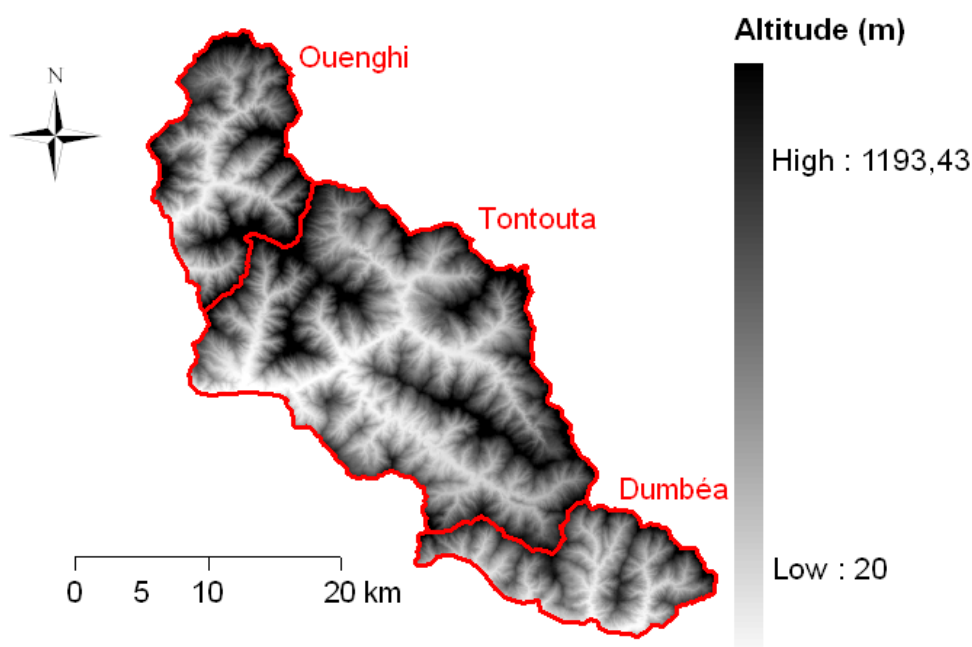 Altitude (m)
Ouenghi
N
High : 1193,43
Tontouta
Dumbéa
Low : 20
0 5 10 20 km